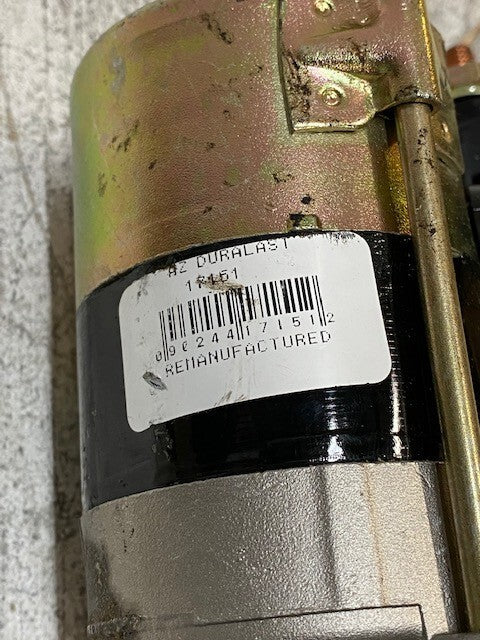 AZ DURALAST
17151
0 90244 17151 2
REMANUFACTURED